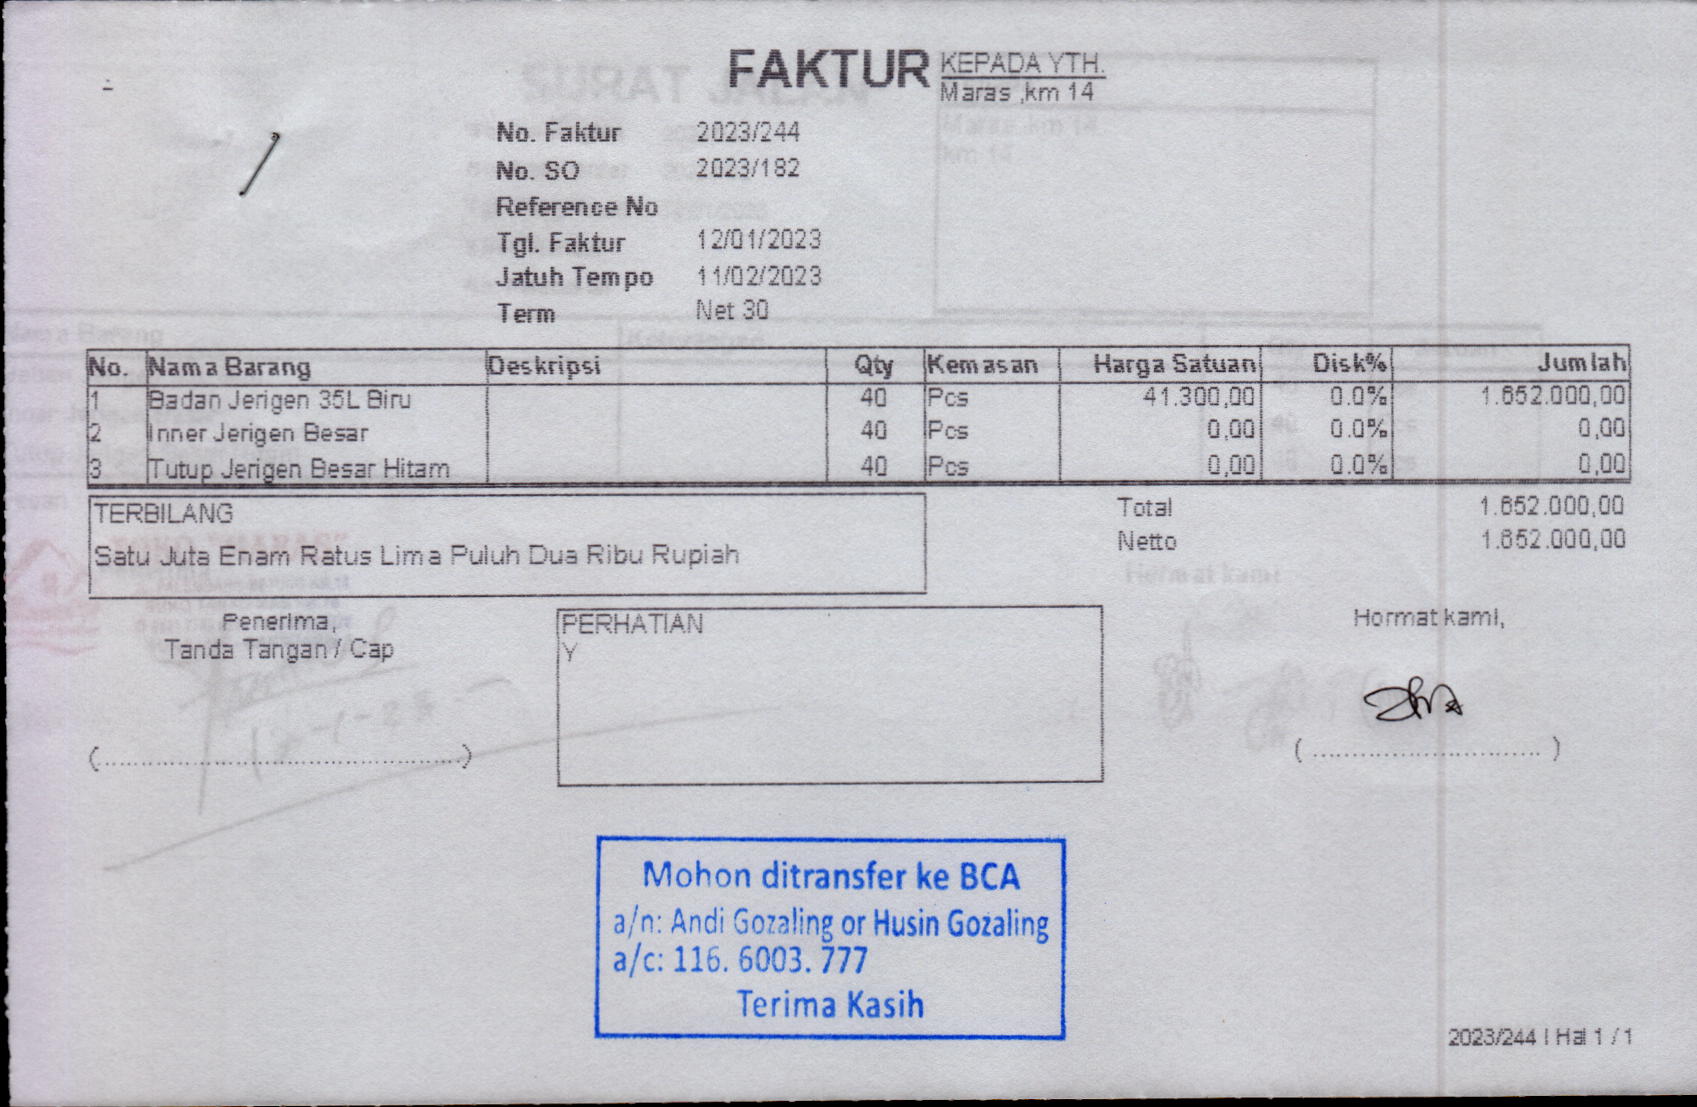 FAKTUR
KEPADA YTH.
Maras ,km 14
No. Faktur 2023/244
No. SO 2023/182
Reference No
Tgl. Faktur 12/01/2023
Jatuh Tempo 11/02/2023
Term Net 30
No. Nama Barang Deskripsi Qty Kemasan Harga Satuan Disk% Jumlah
1 Badan Jerigen 35L Biru 40 Pcs 41.300,00 0.0% 1.652.000,00
2 Inner Jerigen Besar 40 Pcs 0,00 0.0% 0,00
3 Tutup Jerigen Besar Hitam 40 Pcs 0,00 0.0% 0,00
TERBILANG
Satu Juta Enam Ratus Lima Puluh Dua Ribu Rupiah
Total 1.652.000,00
Netto 1.652.000,00
Penerima,
Tanda Tangan / Cap
(....................................................)
PERHATIAN
Y
Hormat kami,
( ................................. )
Mohon ditransfer ke BCA
a/n: Andi Gozaling or Husin Gozaling
a/c: 116. 6003. 777
Terima Kasih
2023/244 | Hal 1 / 1